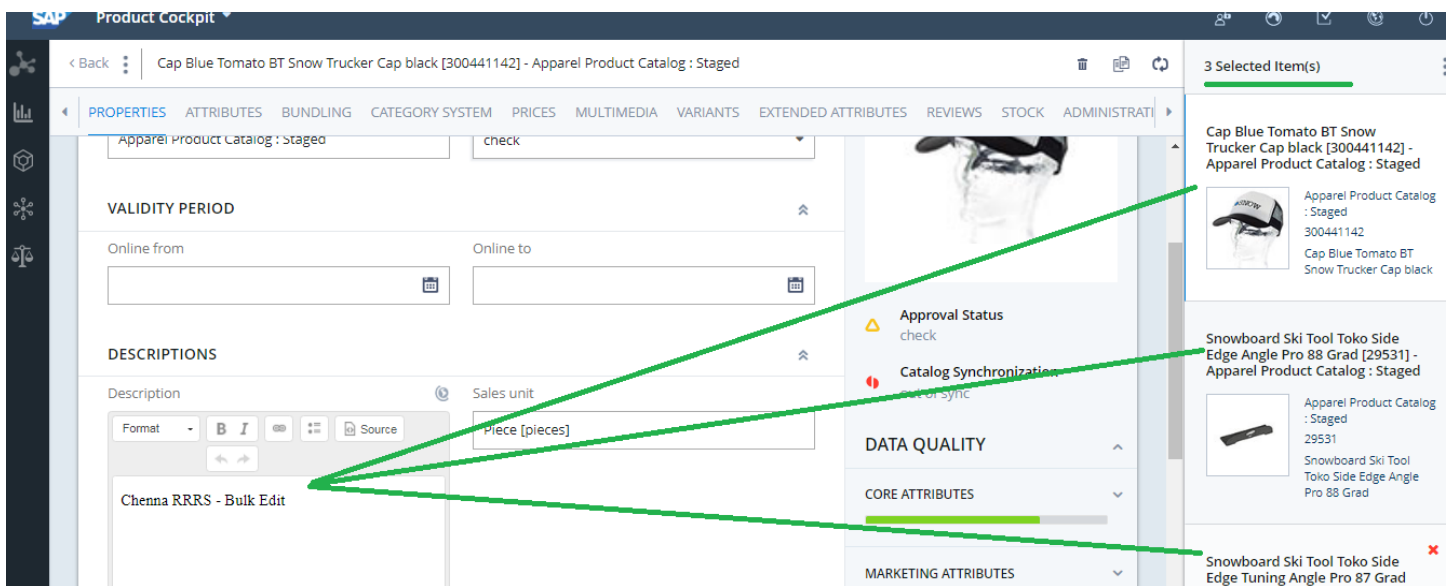 SAP Product Cockpit
< Back
Cap Blue Tomato BT Snow Trucker Cap black [300441142] - Apparel Product Catalog : Staged
PROPERTIES ATTRIBUTES BUNDLING CATEGORY SYSTEM PRICES MULTIMEDIA VARIANTS EXTENDED ATTRIBUTES REVIEWS STOCK ADMINISTRATI
Apparel Product Catalog : Staged
check
VALIDITY PERIOD
Online from
Online to
DESCRIPTIONS
Description
Sales unit
Format B I Source
Piece [pieces]
Chenna RRRS - Bulk Edit
SNOW
Approval Status
check
Catalog Synchronization
out of sync
DATA QUALITY
CORE ATTRIBUTES
MARKETING ATTRIBUTES
3 Selected Item(s)
Cap Blue Tomato BT Snow
Trucker Cap black [300441142] -
Apparel Product Catalog : Staged
Apparel Product Catalog
: Staged
300441142
Cap Blue Tomato BT
Snow Trucker Cap black
Snowboard Ski Tool Toko Side
Edge Angle Pro 88 Grad [29531] -
Apparel Product Catalog : Staged
Apparel Product Catalog
: Staged
29531
Snowboard Ski Tool
Toko Side Edge Angle
Pro 88 Grad
Snowboard Ski Tool Toko Side
Edge Tuning Angle Pro 87 Grad